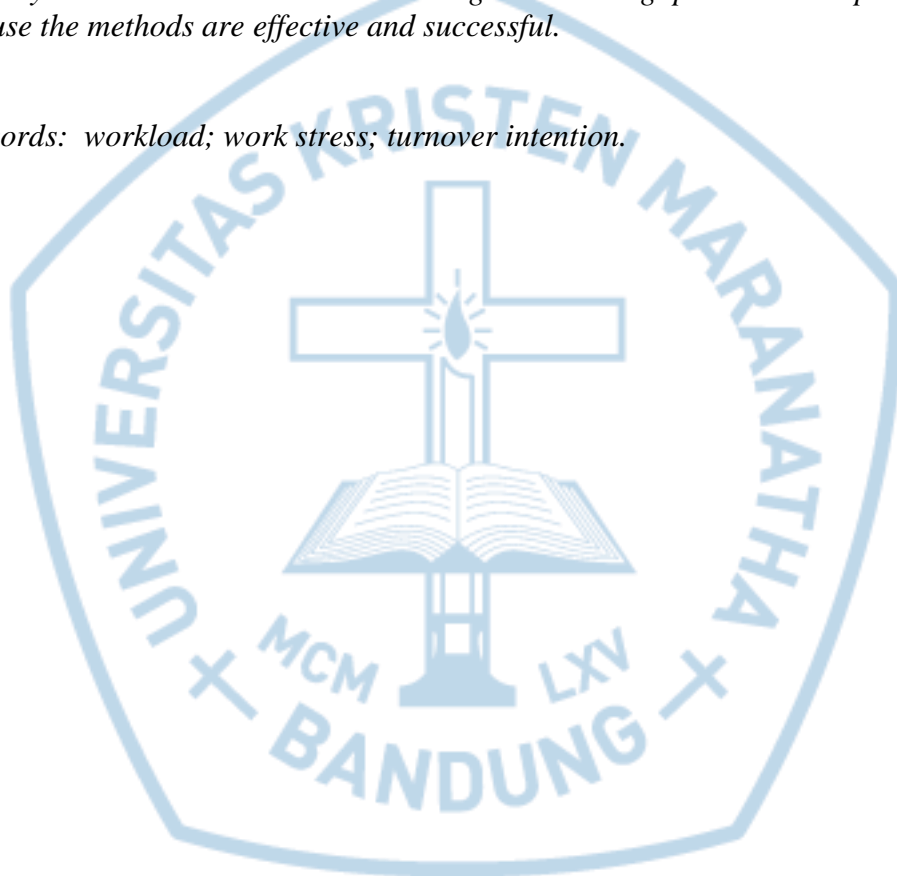 use the methods are effective and successful.
ords: workload; work stress; turnover intention.
UNIVERSITAS KRISTEN MARANATHA
MCM LXV
BANDUNG